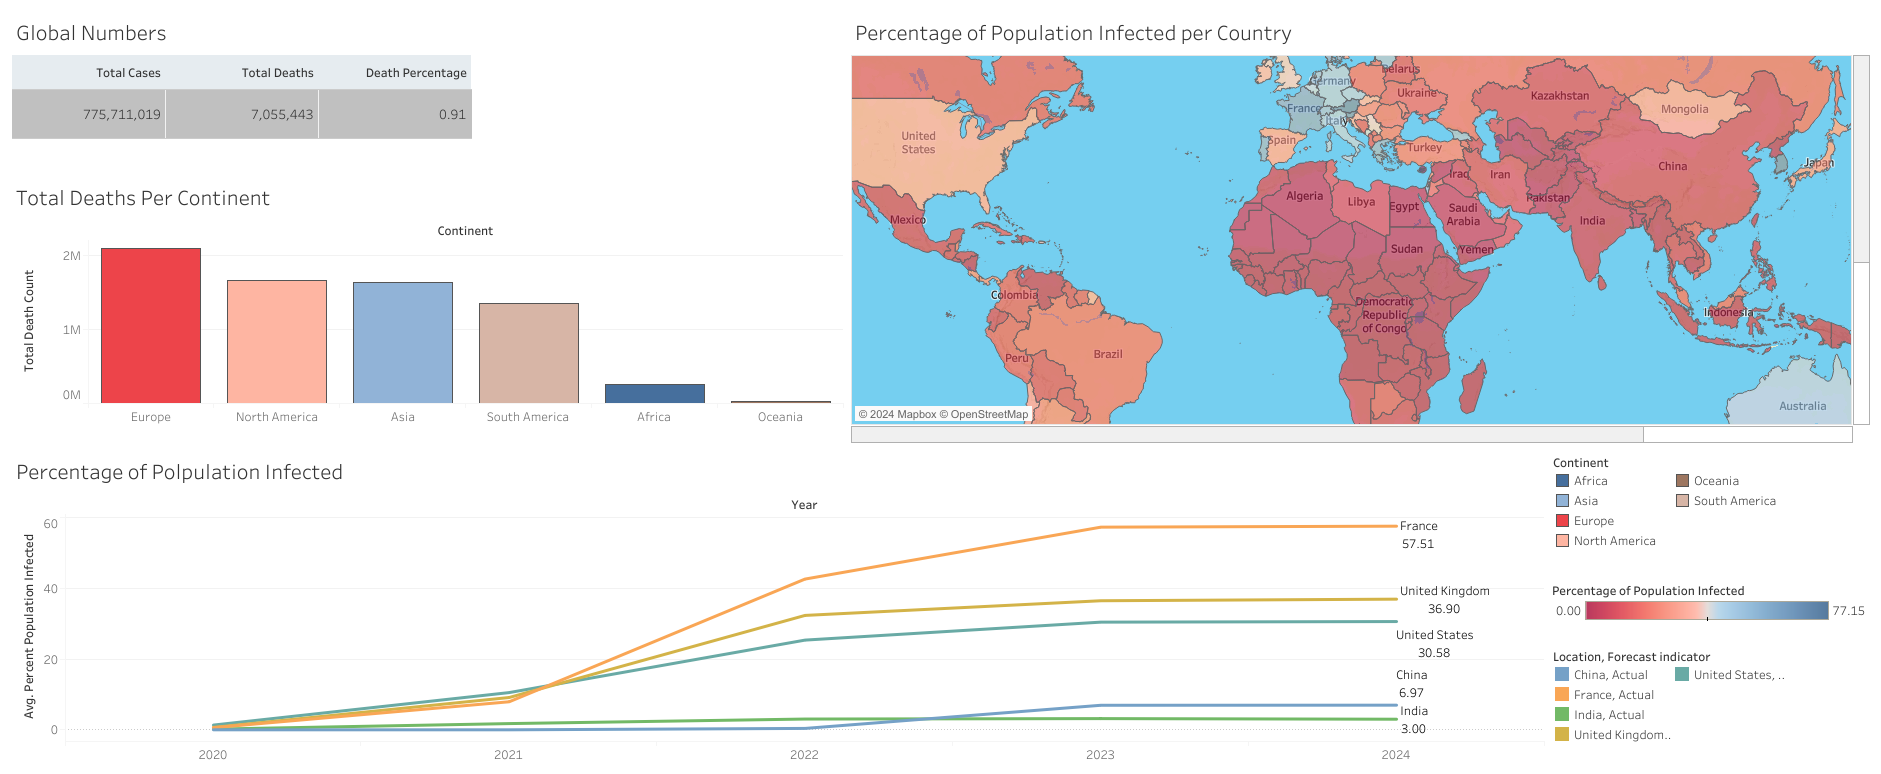 Global Numbers
Total Cases Total Deaths Death Percentage
775,711,019 7,055,443 0.91
Total Deaths Per Continent
Continent
Total Death Count
2M
1M
0M
Europe North America Asia South America Africa Oceania
Percentage of Population Infected per Country
Belarus
Germany
Ukraine
Kazakhstan
France
Mongolia
Italy
United
States
Spain
Turkey
Japan
China
Iraq
Iran
Algeria
Libya
Egypt
Pakistan
Saudi
Arabia
India
Mexico
Sudan
Yemen
Colombia
Democratic
Republic
of Congo
Indonesia
Peru
Brazil
Australia
© 2024 Mapbox © OpenStreetMap
Percentage of Polpulation Infected
Year
Avg. Percent Population Infected
60
40
20
0
2020 2021 2022 2023 2024
France
57.51
United Kingdom
36.90
United States
30.58
China
6.97
India
3.00
Continent
Africa Oceania
Asia South America
Europe
North America
Percentage of Population Infected
0.00 77.15
Location, Forecast indicator
China, Actual United States, ..
France, Actual
India, Actual
United Kingdom..